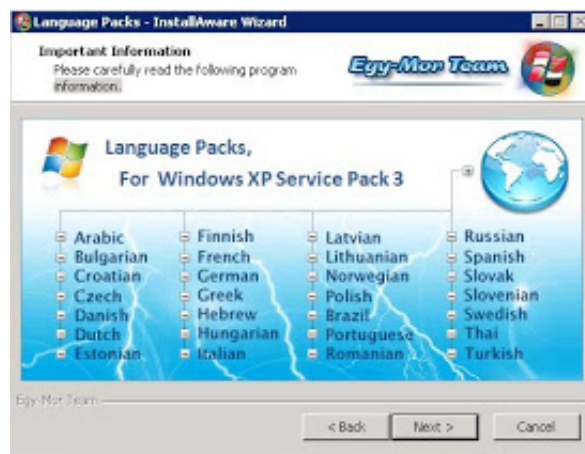 Language Packs - InstallAware Wizard
Important Information
Please carefully read the following program
information.
Egy-Mor Team
Language Packs,
For Windows XP Service Pack 3
Arabic
Bulgarian
Croatian
Czech
Danish
Dutch
Estonian
Finnish
French
German
Greek
Hebrew
Hungarian
Italian
Latvian
Lithuanian
Norwegian
Polish
Brazil
Portuguese
Romanian
Russian
Spanish
Slovak
Slovenian
Swedish
Thai
Turkish
Egy-Mor Team
< Back
Next >
Cancel